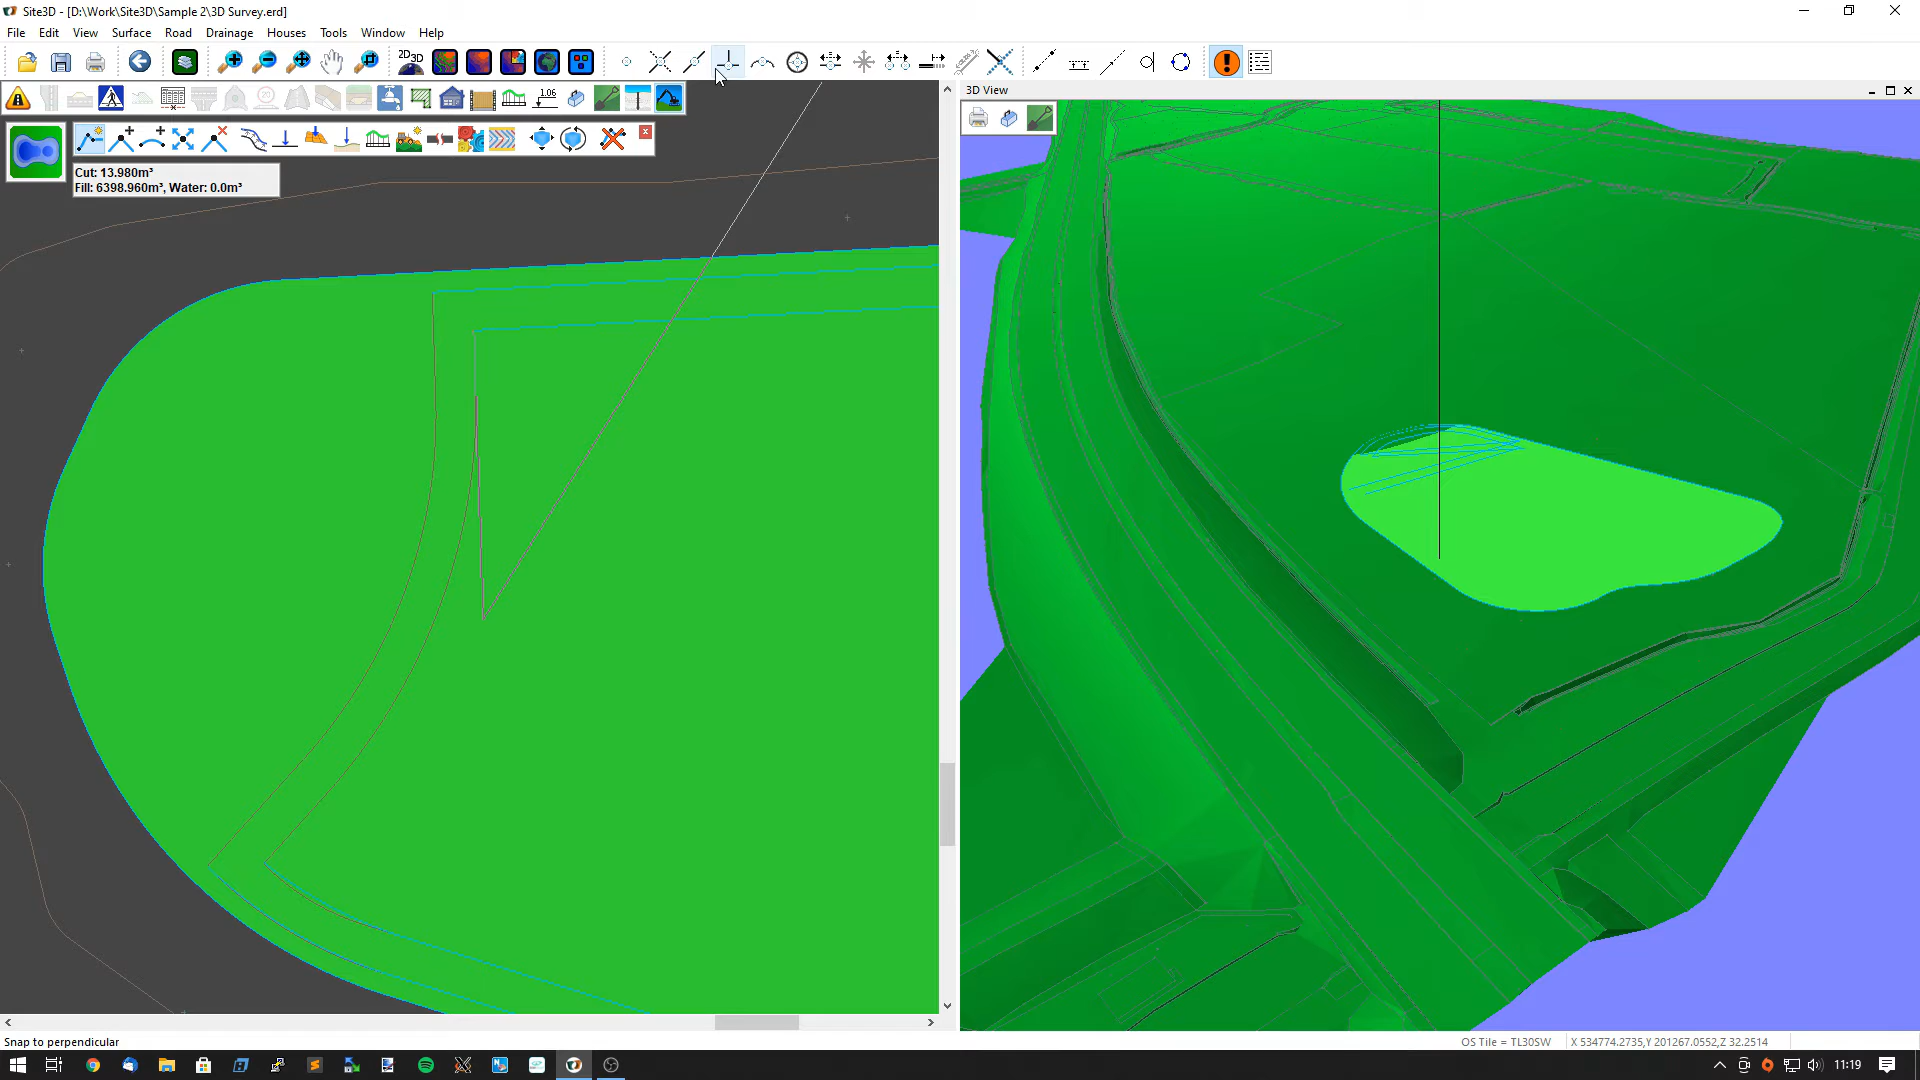 Site3D - [D:\Work\Site3D\Sample 2\3D Survey.erd]
File Edit View Surface Road Drainage Houses Tools Window Help
2D3D
3D View
20
1.06
Cut: 13.980m³
Fill: 6398.960m³, Water: 0.0m³
Snap to perpendicular
OS Tile = TL30SW
X 534774.2735,Y 201267.0552,Z 32.2514
11:19